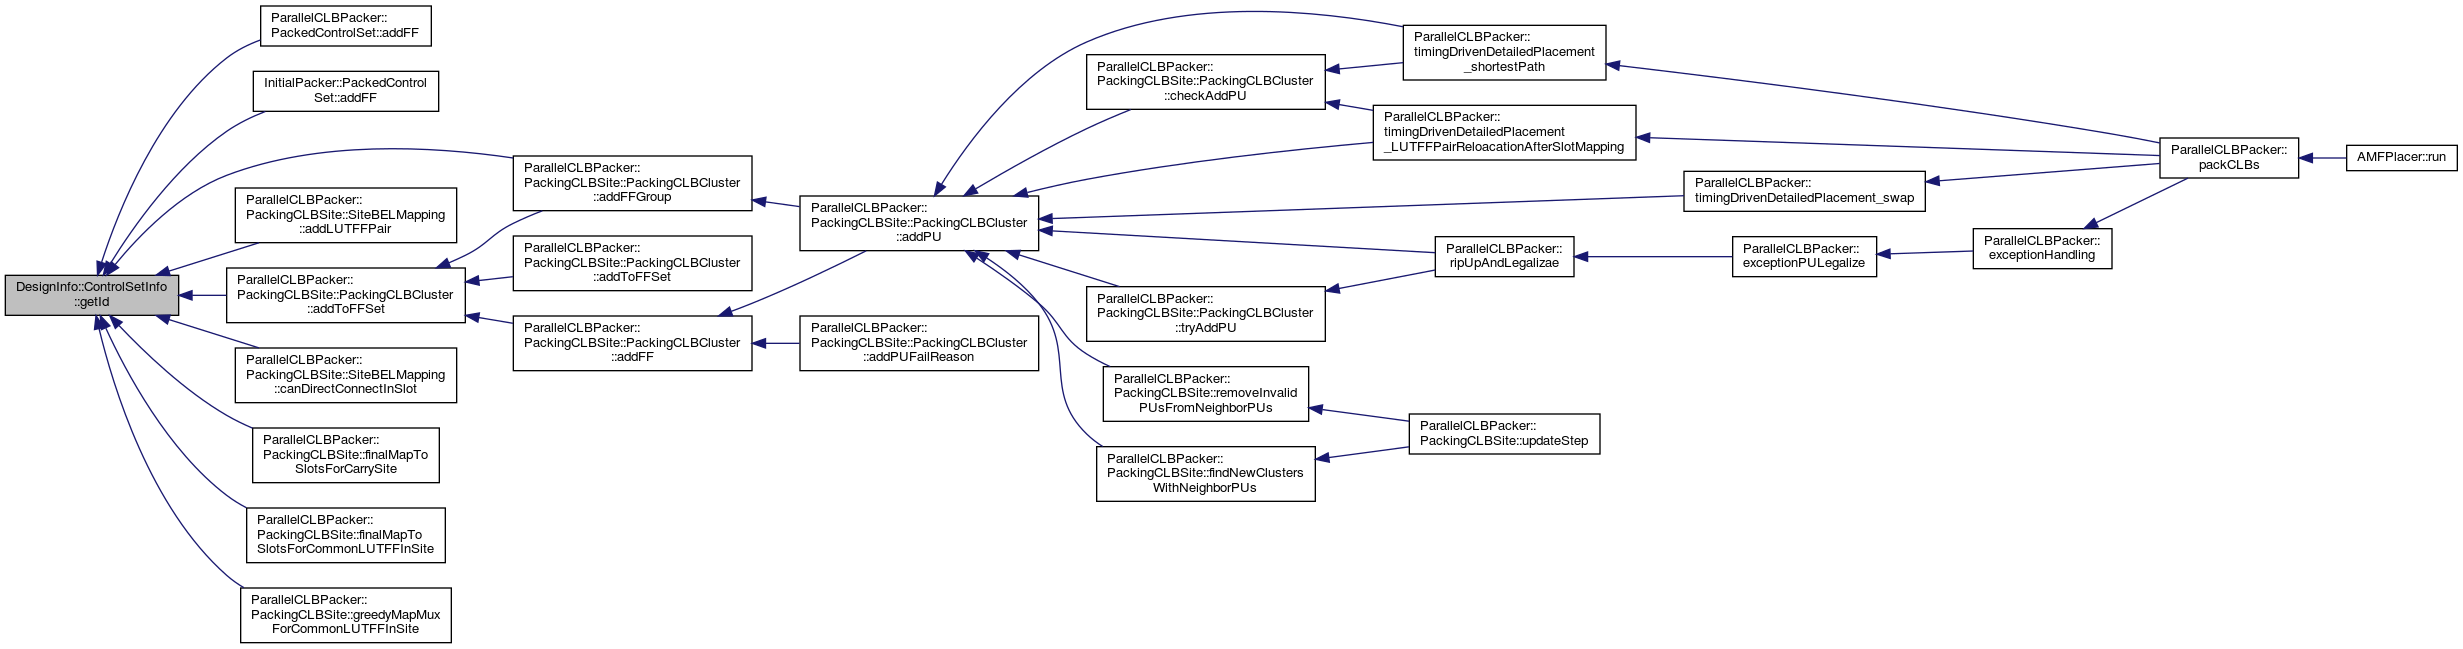 DesignInfo::ControlSetInfo
::getId
ParallelCLBPacker::
PackedControlSet::addFF
InitialPacker::PackedControl
Set::addFF
ParallelCLBPacker::
PackingCLBSite::PackingCLBCluster
::addFFGroup
ParallelCLBPacker::
PackingCLBSite::SiteBELMapping
::addLUTFFPair
ParallelCLBPacker::
PackingCLBSite::PackingCLBCluster
::addToFFSet
ParallelCLBPacker::
PackingCLBSite::SiteBELMapping
::canDirectConnectInSlot
ParallelCLBPacker::
PackingCLBSite::finalMapTo
SlotsForCarrySite
ParallelCLBPacker::
PackingCLBSite::finalMapTo
SlotsForCommonLUTFFInSite
ParallelCLBPacker::
PackingCLBSite::greedyMapMux
ForCommonLUTFFInSite
ParallelCLBPacker::
PackingCLBSite::PackingCLBCluster
::addToFFSet
ParallelCLBPacker::
PackingCLBSite::PackingCLBCluster
::addFF
ParallelCLBPacker::
PackingCLBSite::PackingCLBCluster
::addPU
ParallelCLBPacker::
PackingCLBSite::PackingCLBCluster
::addPUFailReason
ParallelCLBPacker::
PackingCLBSite::PackingCLBCluster
::checkAddPU
ParallelCLBPacker::
PackingCLBSite::PackingCLBCluster
::tryAddPU
ParallelCLBPacker::
PackingCLBSite::removeInvalid
PUsFromNeighborPUs
ParallelCLBPacker::
PackingCLBSite::findNewClusters
WithNeighborPUs
ParallelCLBPacker::
timingDrivenDetailedPlacement
_shortestPath
ParallelCLBPacker::
timingDrivenDetailedPlacement
_LUTFFPairReloacationAfterSlotMapping
ParallelCLBPacker::
timingDrivenDetailedPlacement_swap
ParallelCLBPacker::
ripUpAndLegalizae
ParallelCLBPacker::
PackingCLBSite::updateStep
ParallelCLBPacker::
exceptionPULegalize
ParallelCLBPacker::
exceptionHandling
ParallelCLBPacker::
packCLBs
AMFPlacer::run